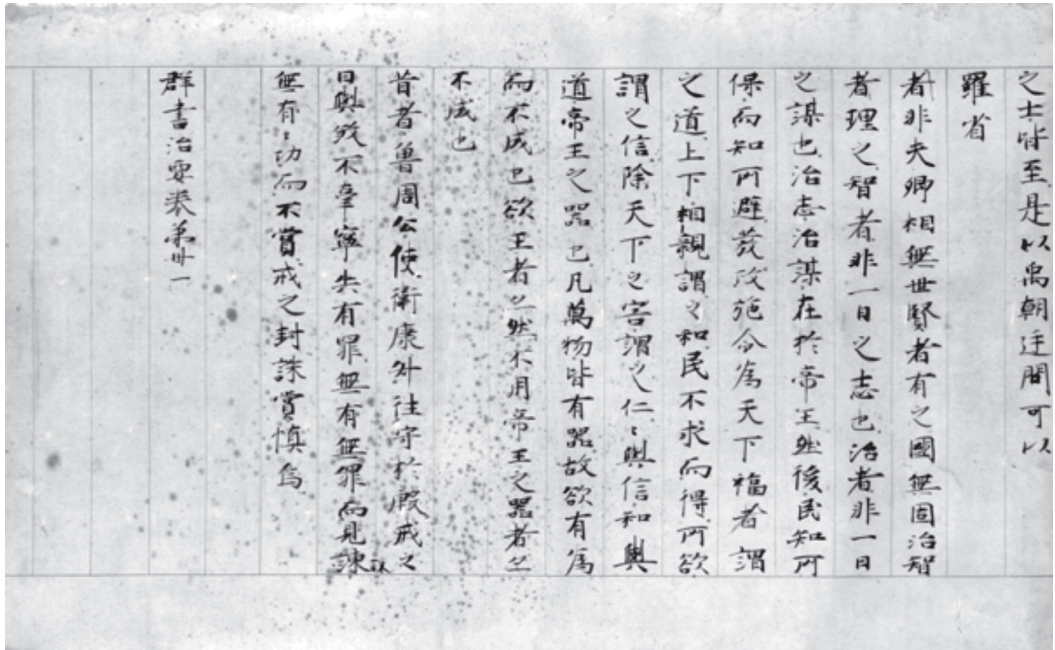 之士皆至是以禹朝廷間可以
羅省
者非夫卿相無世賢者有之國無固治智
者理之智者非一日之志也治者非一日
之謀也治志治謀在於帝王然後民知所
保而知所避發政施令為天下福者謂
之道上下相親謂之和民不求而得所欲
謂之信除天下之害謂之仁〻與信和與
道帝王之器也凡萬物皆有器故欲有為
而不成也欲王者亦然不用帝王之器者亦
不成也
昔者魯周公使衛康叔往守於殷戒之
曰與殺不辜寧失有罪無有無罪而見誅
無有〻功而不賞戒之封誅賞慎焉
群書治要卷第卅一